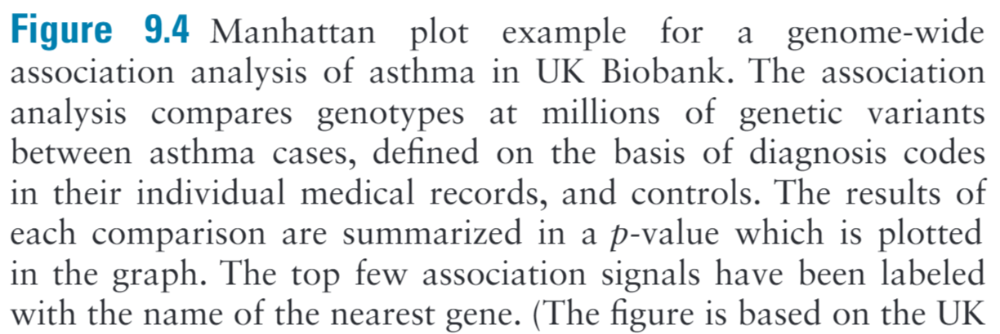 Figure 9.4 Manhattan plot example for a genome-wide
association analysis of asthma in UK Biobank. The association
analysis compares genotypes at millions of genetic variants
between asthma cases, defined on the basis of diagnosis codes
in their individual medical records, and controls. The results of
each comparison are summarized in a p-value which is plotted
in the graph. The top few association signals have been labeled
with the name of the nearest gene. (The figure is based on the UK